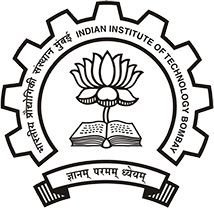 भारतीय प्रौद्योगिकी संस्थान मुंबई
INDIAN INSTITUTE OF TECHNOLOGY BOMBAY
ज्ञानम् परमम् ध्येयम्